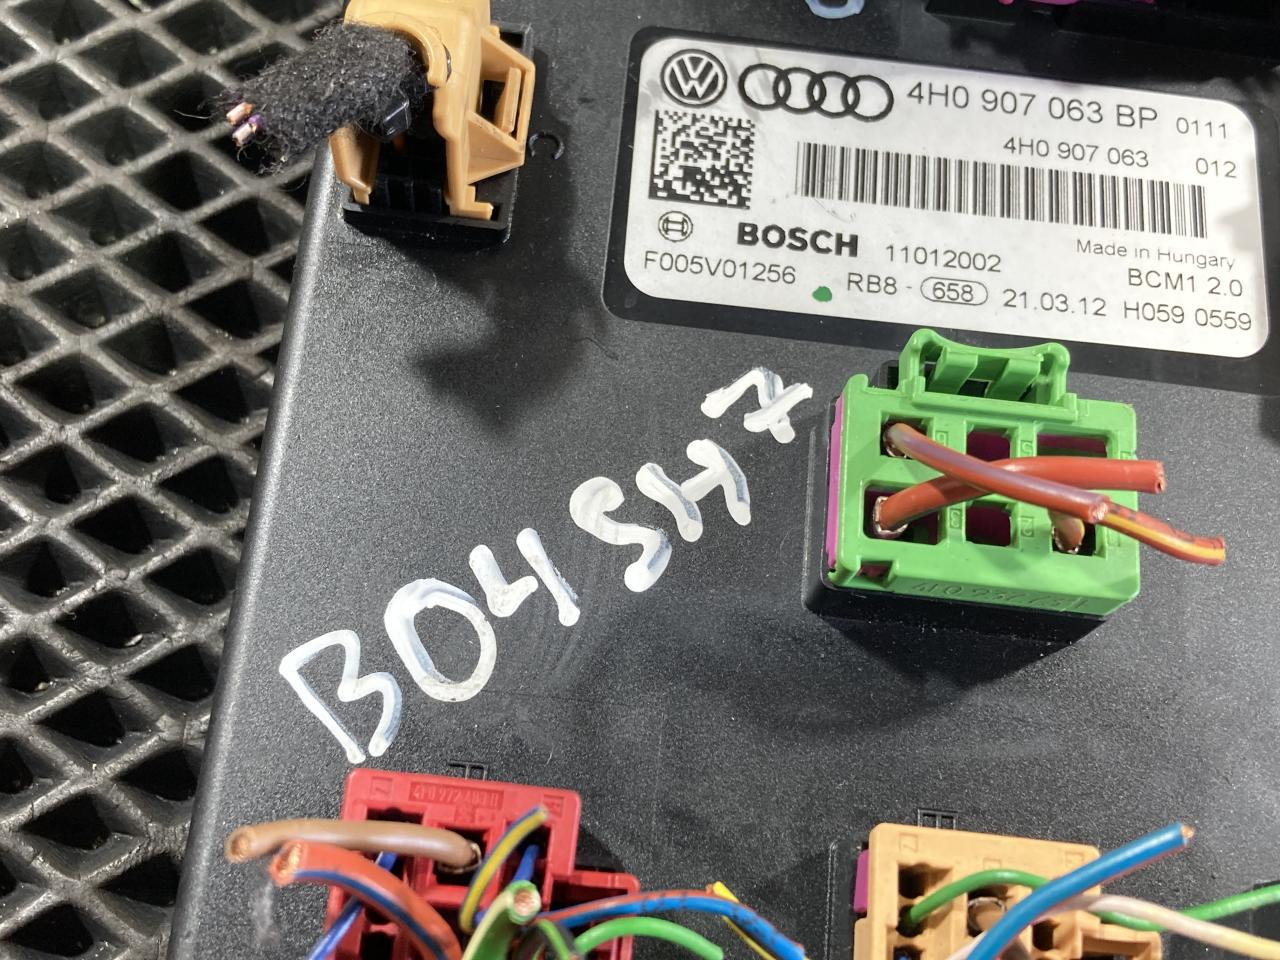 4H0 907 063 BP 0111
4H0 907 063 012
BOSCH 11012002 Made in Hungary
F005V01256 RB8 - 658 21.03.12 BCM1 2.0
H059 0559
B04SH7